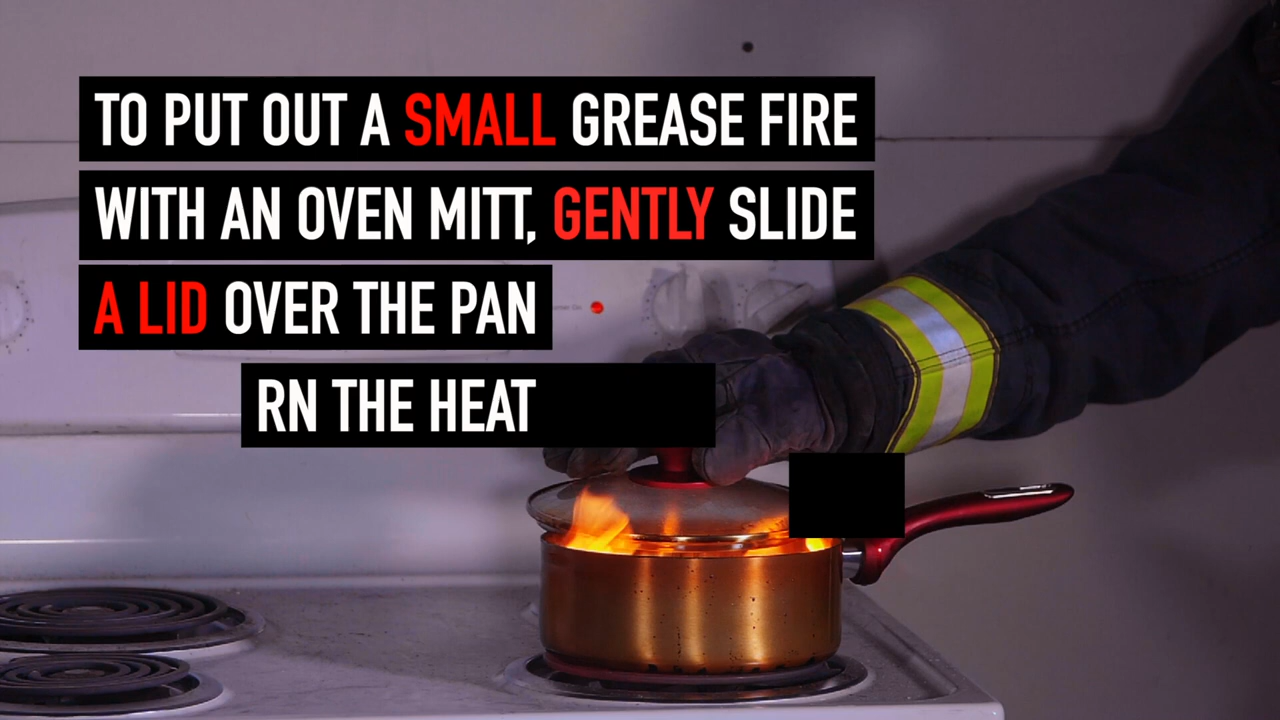 TO PUT OUT A SMALL GREASE FIRE
WITH AN OVEN MITT, GENTLY SLIDE
A LID OVER THE PAN
RN THE HEAT